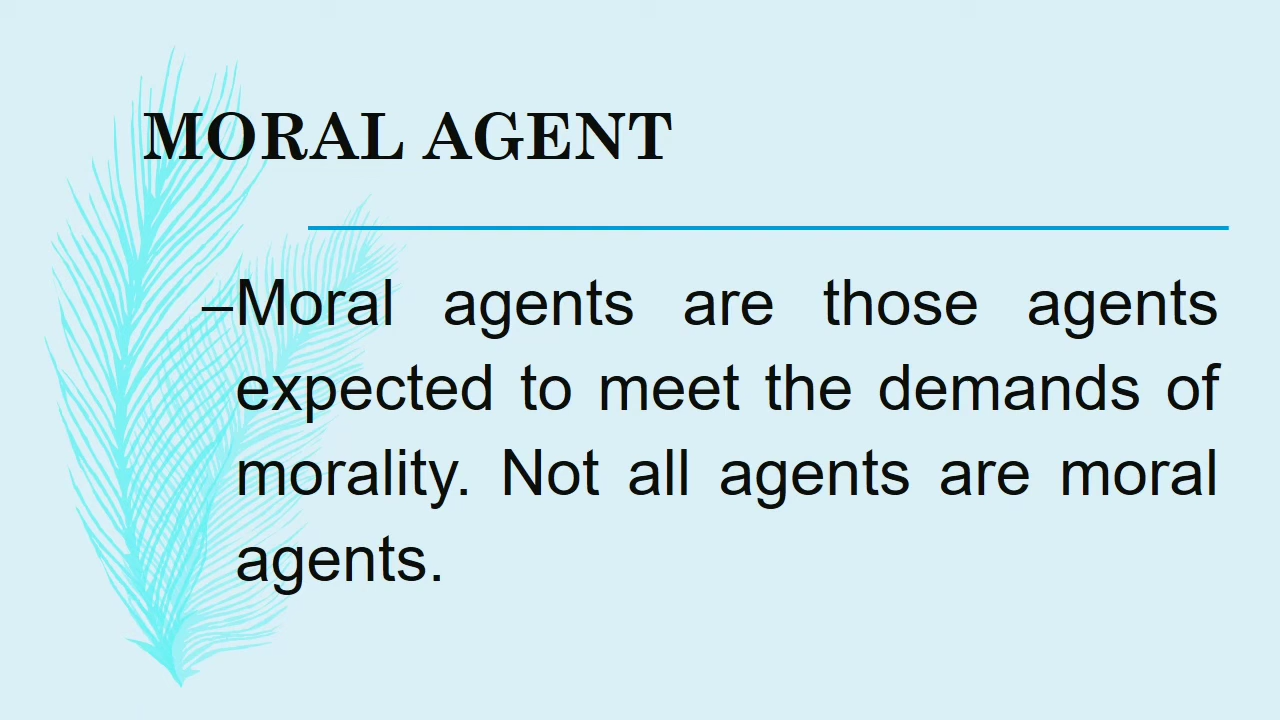 MORAL AGENT
–Moral agents are those agents
expected to meet the demands of
morality. Not all agents are moral
agents.